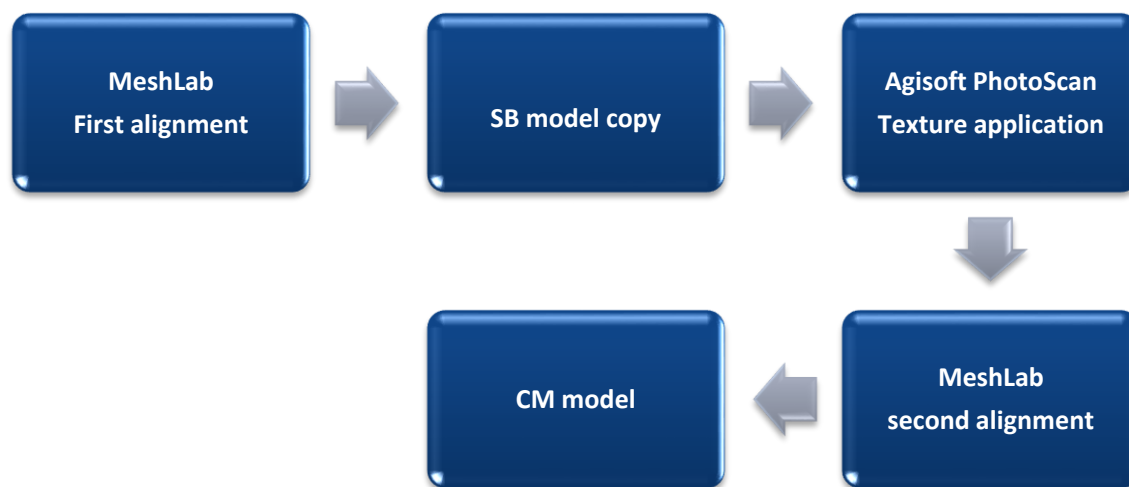 MeshLab
First alignment
SB model copy
Agisoft PhotoScan
Texture application
MeshLab
second alignment
CM model